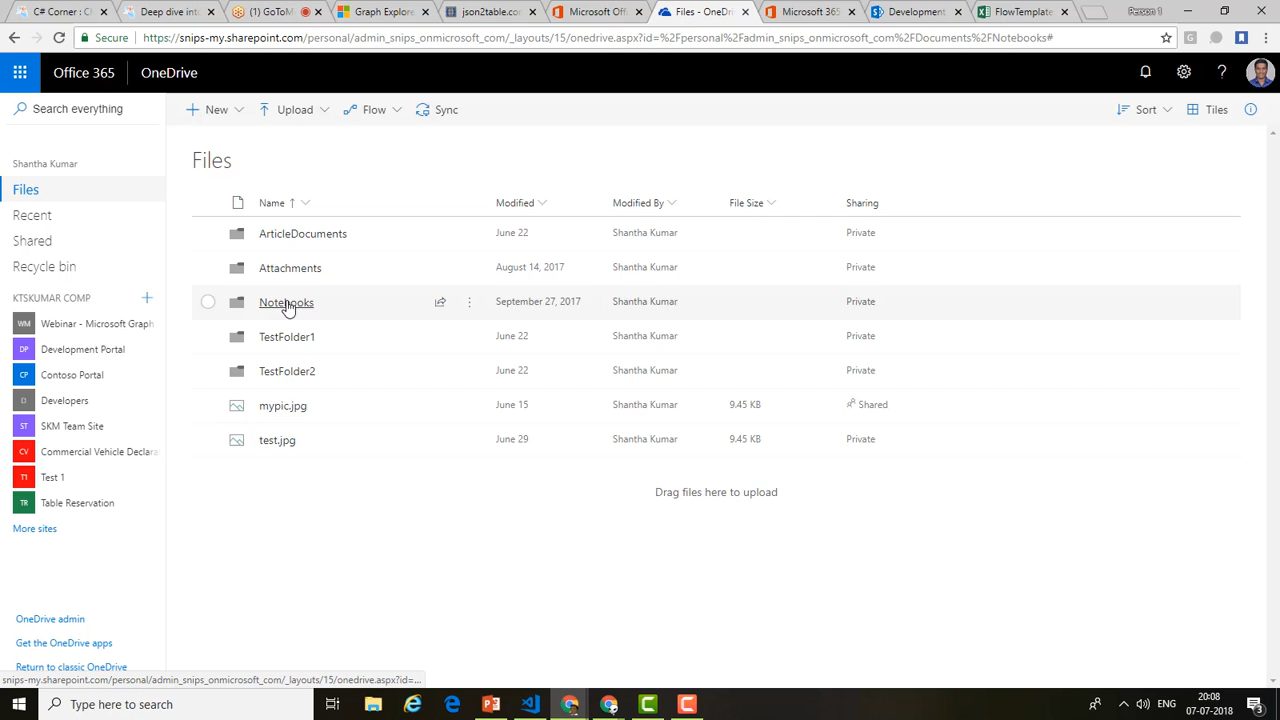 C# Corner : Ch
Deep dive into
(1) GoToM
Graph Explore
json2table.com
Microsoft Offi
Files - OneDriv
Microsoft 365
Development
FlowTemplate
Person 1
Secure
https://snips-my.sharepoint.com/personal/admin_snips_onmicrosoft_com/_layouts/15/onedrive.aspx?id=%2Fpersonal%2Fadmin_snips_onmicrosoft_com%2FDocuments%2FNotebooks#
Office 365
OneDrive
Search everything
New
Upload
Flow
Sync
Sort
Tiles
Shantha Kumar
Files
Recent
Shared
Recycle bin
KTSKUMAR COMP
WM Webinar - Microsoft Graph
DP Development Portal
CP Contoso Portal
Developers
ST SKM Team Site
CV Commercial Vehicle Declara
T1 Test 1
TR Table Reservation
More sites
OneDrive admin
Get the OneDrive apps
Return to classic OneDrive
Files
Name Modified Modified By File Size Sharing
ArticleDocuments June 22 Shantha Kumar Private
Attachments August 14, 2017 Shantha Kumar Private
Notebooks September 27, 2017 Shantha Kumar Private
TestFolder1 June 22 Shantha Kumar Private
TestFolder2 June 22 Shantha Kumar Private
mypic.jpg June 15 Shantha Kumar 9.45 KB Shared
test.jpg June 29 Shantha Kumar 9.45 KB Private
Drag files here to upload
snips-my.sharepoint.com/personal/admin_snips_onmicrosoft_com/_layouts/15/onedrive.aspx?id=...
Type here to search
ENG
20:08
07-07-2018
3